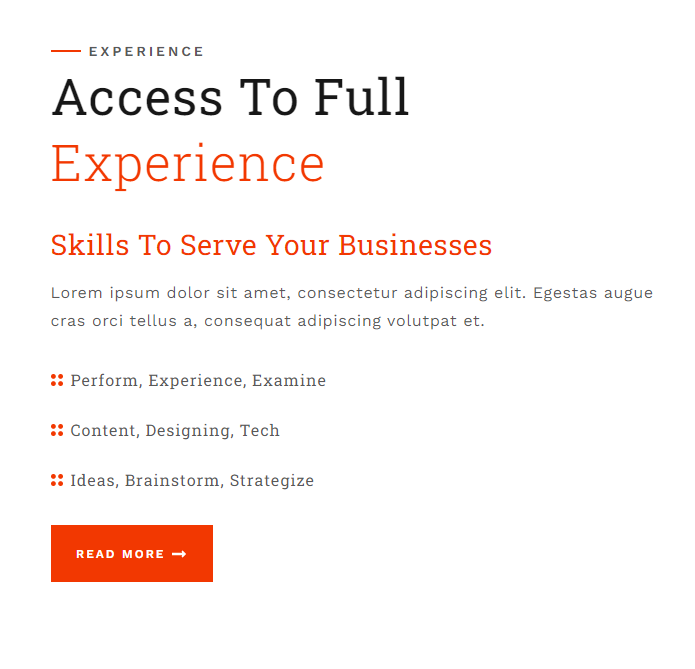 EXPERIENCE
Access To Full
Experience
Skills To Serve Your Businesses
Lorem ipsum dolor sit amet, consectetur adipiscing elit. Egestas augue
cras orci tellus a, consequat adipiscing volutpat et.
Perform, Experience, Examine
Content, Designing, Tech
Ideas, Brainstorm, Strategize
READ MORE